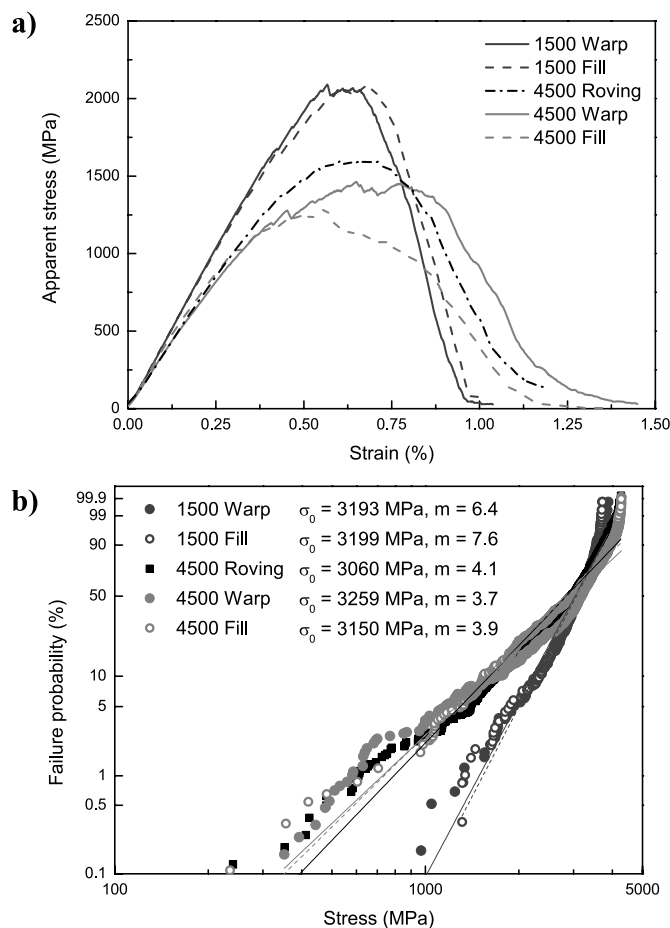 a)
2500
2000
1500
1000
500
0
Apparent stress (MPa)
1500 Warp
1500 Fill
4500 Roving
4500 Warp
4500 Fill
0.00 0.25 0.50 0.75 1.00 1.25 1.50
Strain (%)
b)
99.9
99
90
50
10
5
1
0.5
0.1
Failure probability (%)
1500 Warp σ0 = 3193 MPa, m = 6.4
1500 Fill σ0 = 3199 MPa, m = 7.6
4500 Roving σ0 = 3060 MPa, m = 4.1
4500 Warp σ0 = 3259 MPa, m = 3.7
4500 Fill σ0 = 3150 MPa, m = 3.9
100 1000 5000
Stress (MPa)